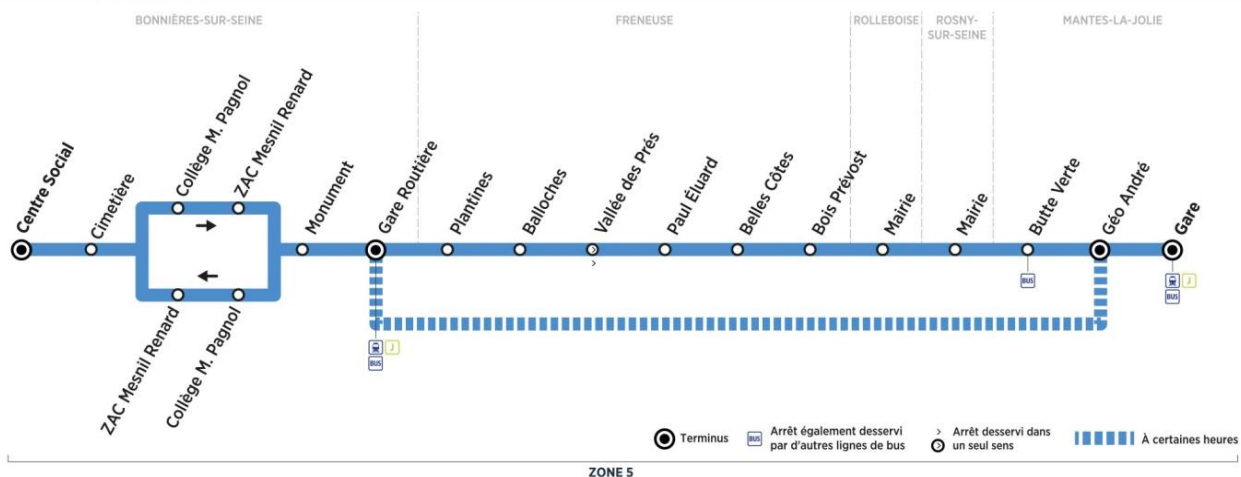 BONNIÈRES-SUR-SEINE
FRENEUSE
ROLLEBOISE
ROSNY-
SUR-SEINE
MANTES-LA-JOLIE
Centre Social
Cimetière
Collège M. Pagnol
ZAC Mesnil Renard
ZAC Mesnil Renard
Collège M. Pagnol
Monument
Gare Routière
Plantines
Balloches
Vallée des Prés
Paul Éluard
Belles Côtes
Bois Prévost
Mairie
Mairie
Butte Verte
Géo André
Gare
J
BUS
BUS
J
BUS
Terminus
BUS
Arrêt également desservi
par d'autres lignes de bus
Arrêt desservi dans
un seul sens
À certaines heures
ZONE 5